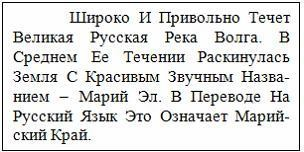 Широко И Привольно Течет
Великая Русская Река Волга. В
Среднем Ее Течении Раскинулась
Земля С Красивым Звучным Назва-
нием – Марий Эл. В Переводе На
Русский Язык Это Означает Марий-
ский Край.